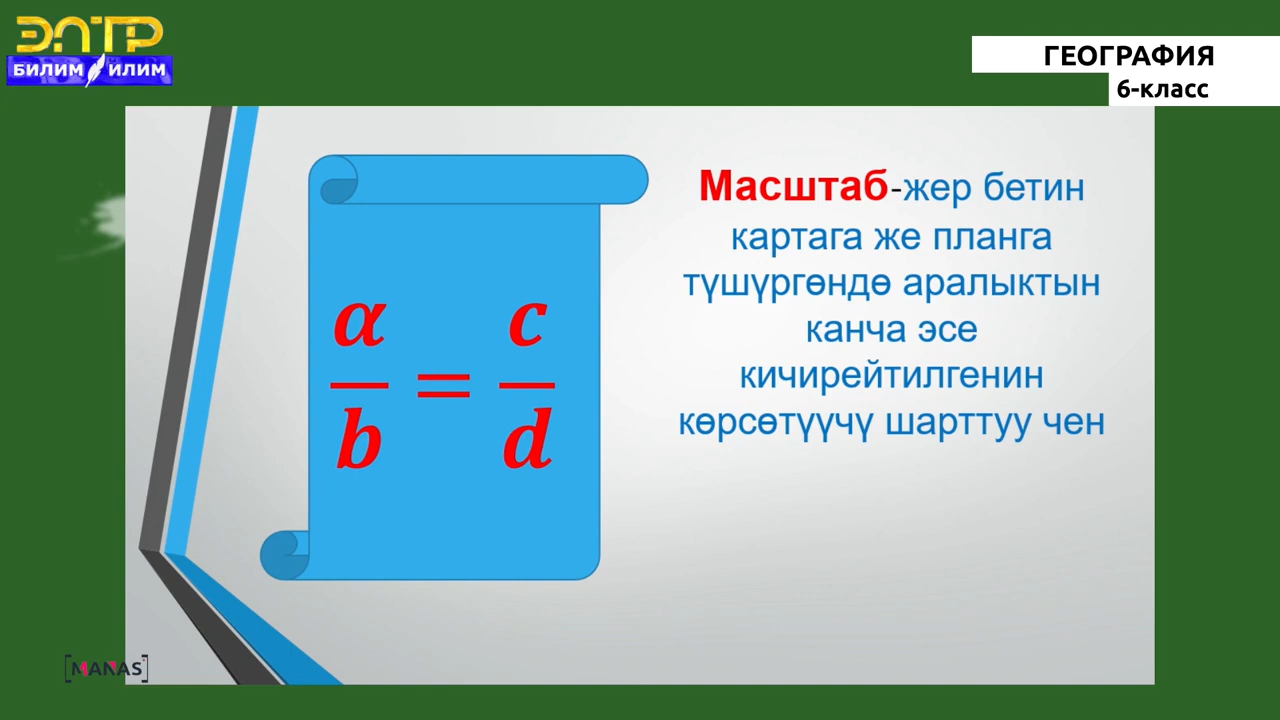 ЭЛТР
БИЛИМ ИЛИМ
ГЕОГРАФИЯ
6-класс
Масштаб-жер бетин
картага же планга
түшүргөндө аралыктын
канча эсе
кичирейтилгенин
көрсөтүүчү шарттуу чен
α/b = c/d
MANAS